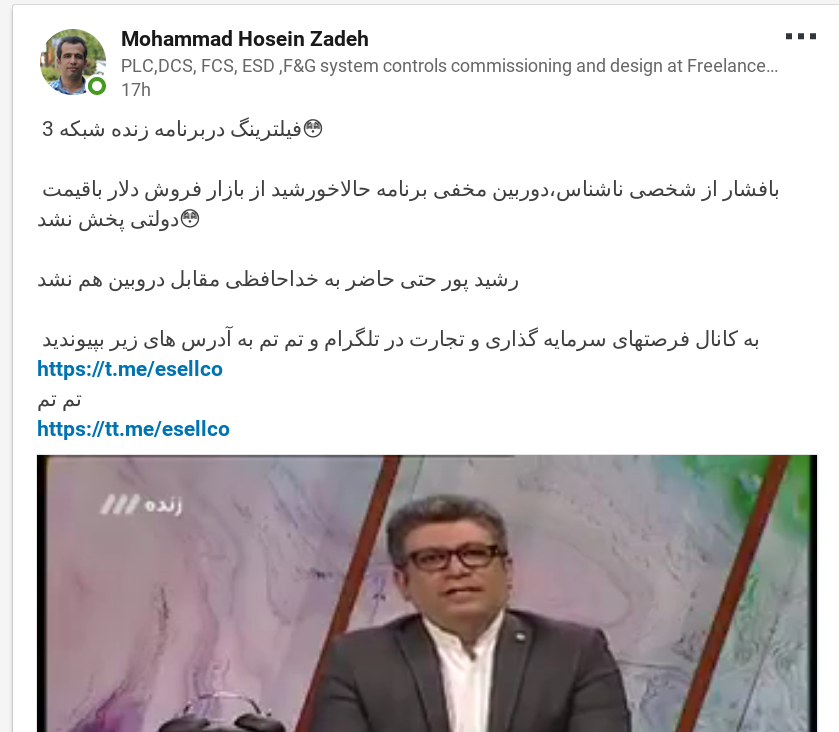 Mohammad Hosein Zadeh
PLC,DCS, FCS, ESD ,F&G system controls commissioning and design at Freelance...
17h
فیلترینگ دربرنامه زنده شبکه 3😳
بافشار از شخصی ناشناس،دوربین مخفی برنامه حالاخورشید از بازار فروش دلار باقیمت
دولتی پخش نشد😳
رشید پور حتی حاضر به خداحافظی مقابل دروبین هم نشد
به کانال فرصتهای سرمایه گذاری و تجارت در تلگرام و تم تم به آدرس های زیر بپیوندید
https://t.me/esellco
تم تم
https://tt.me/esellco
زنده